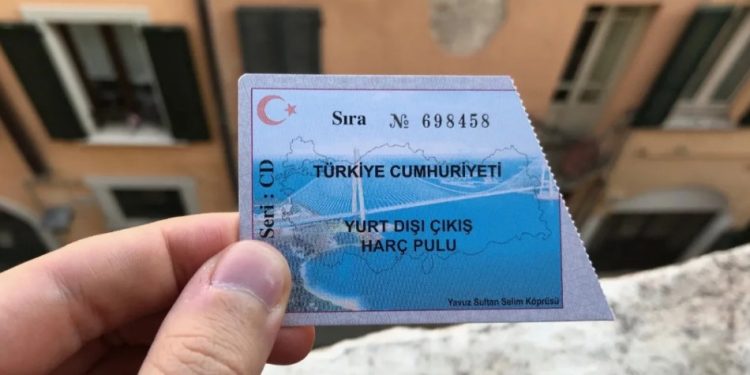 Sıra № 698458
Seri : CD
TÜRKİYE CUMHURİYETİ
YURT DIŞI ÇIKIŞ
HARÇ PULU
Yavuz Sultan Selim Köprüsü